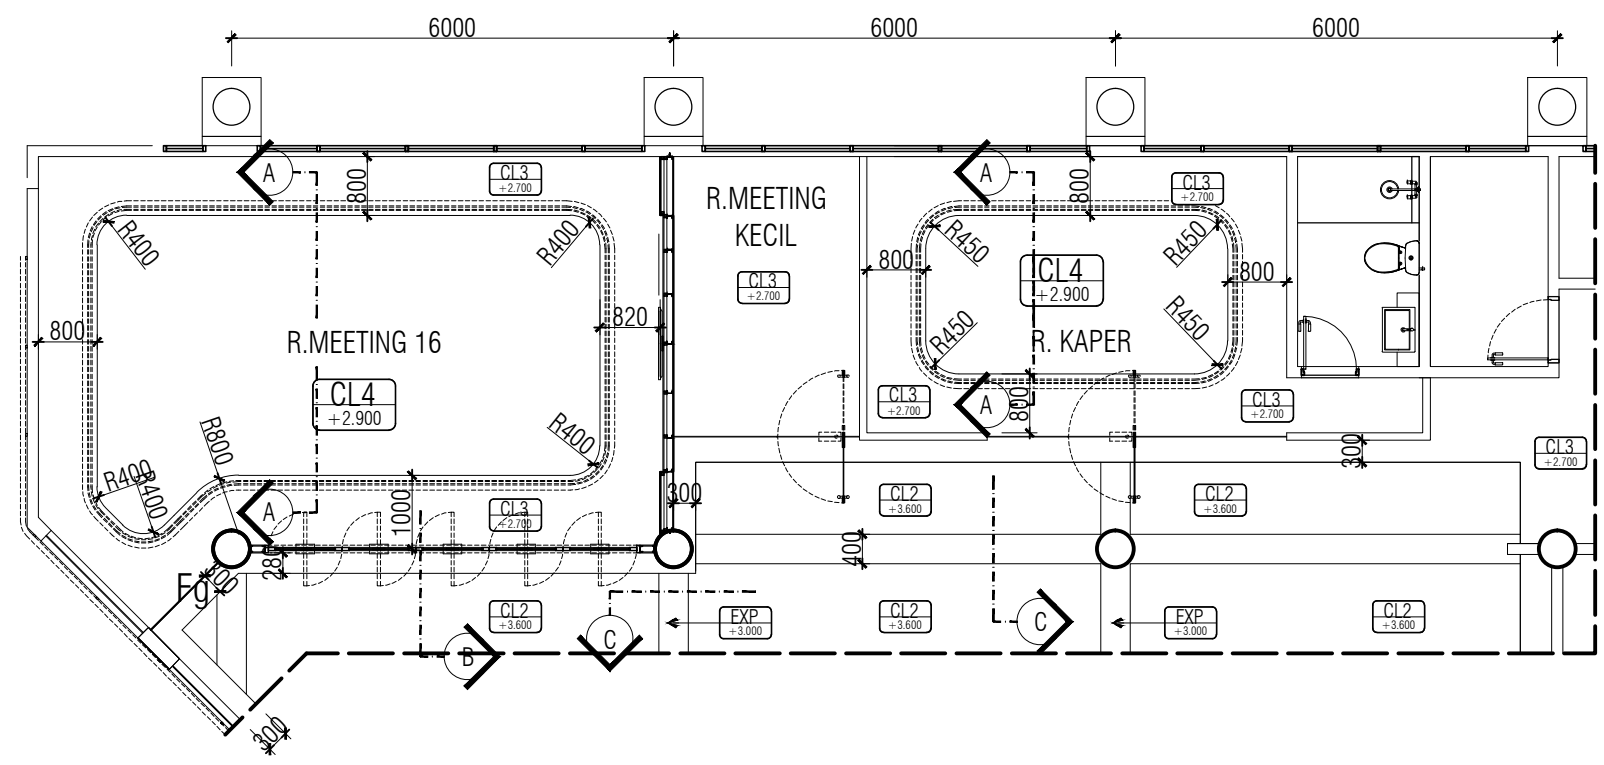 6000
6000
6000
A
800
CL3
+2.700
R.MEETING
KECIL
A
800
CL3
+2.700
R400
R400
R450
R450
800
CL4
+2.900
800
CL3
+2.700
800
820
R.MEETING 16
R450
R. KAPER
R450
CL4
+2.900
CL3
+2.700
A
800
CL3
+2.700
R800
R400
300
CL3
+2.700
R400
R400
1000
A
CL3
+2.700
300
CL2
+3.600
CL2
+3.600
280
400
Fg
300
CL2
+3.600
C
EXP
+3.000
CL2
+3.600
C
EXP
+3.000
CL2
+3.600
B
300